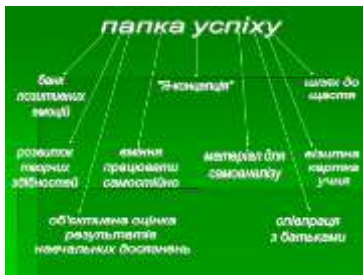 папка успіху
банк
позитивних
емоцій
"Я-концепція"
шлях до
щастя
розвиток
творчих
здібностей
вміння
працювати
самостійно
матеріал для
самоаналізу
візитна
картка
учня
об'єктивна оцінка
результатів
навчальних досягнень
співпраця
з батьками